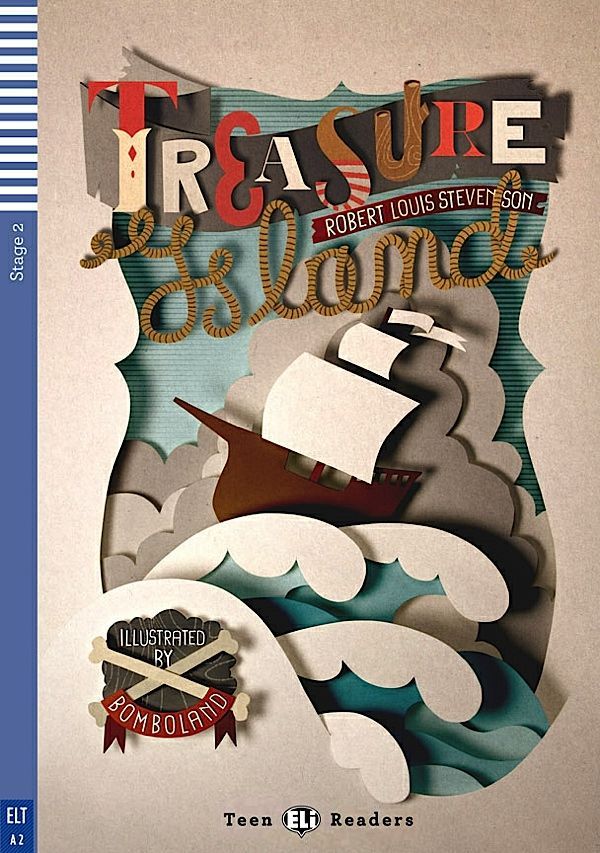 TREASURE
ROBERT LOUIS STEVENSON
Island
Stage 2
ILLUSTRATED
BY
BOMBOLAND
ELT
A2
Teen ELi Readers